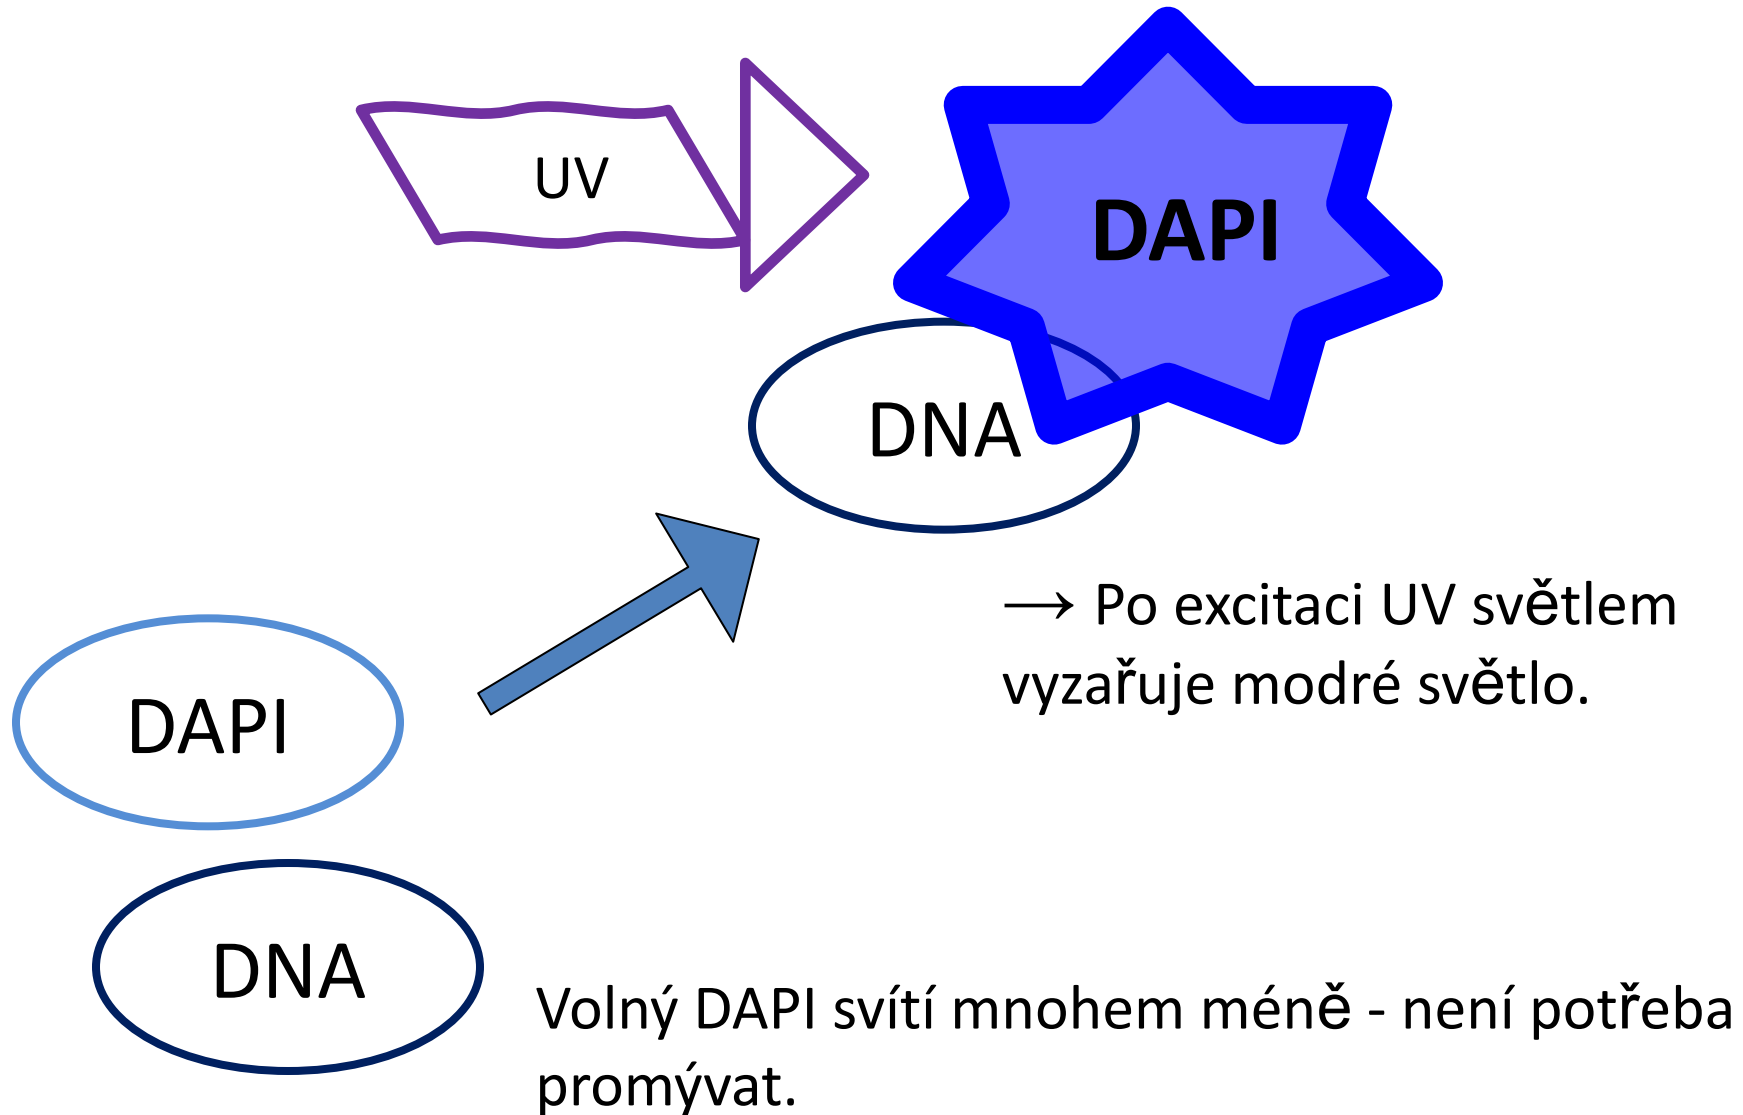 UV
DAPI
DNA
→ Po excitaci UV světlem
vyzařuje modré světlo.
DAPI
DNA
Volný DAPI svítí mnohem méně - není potřeba
promývat.